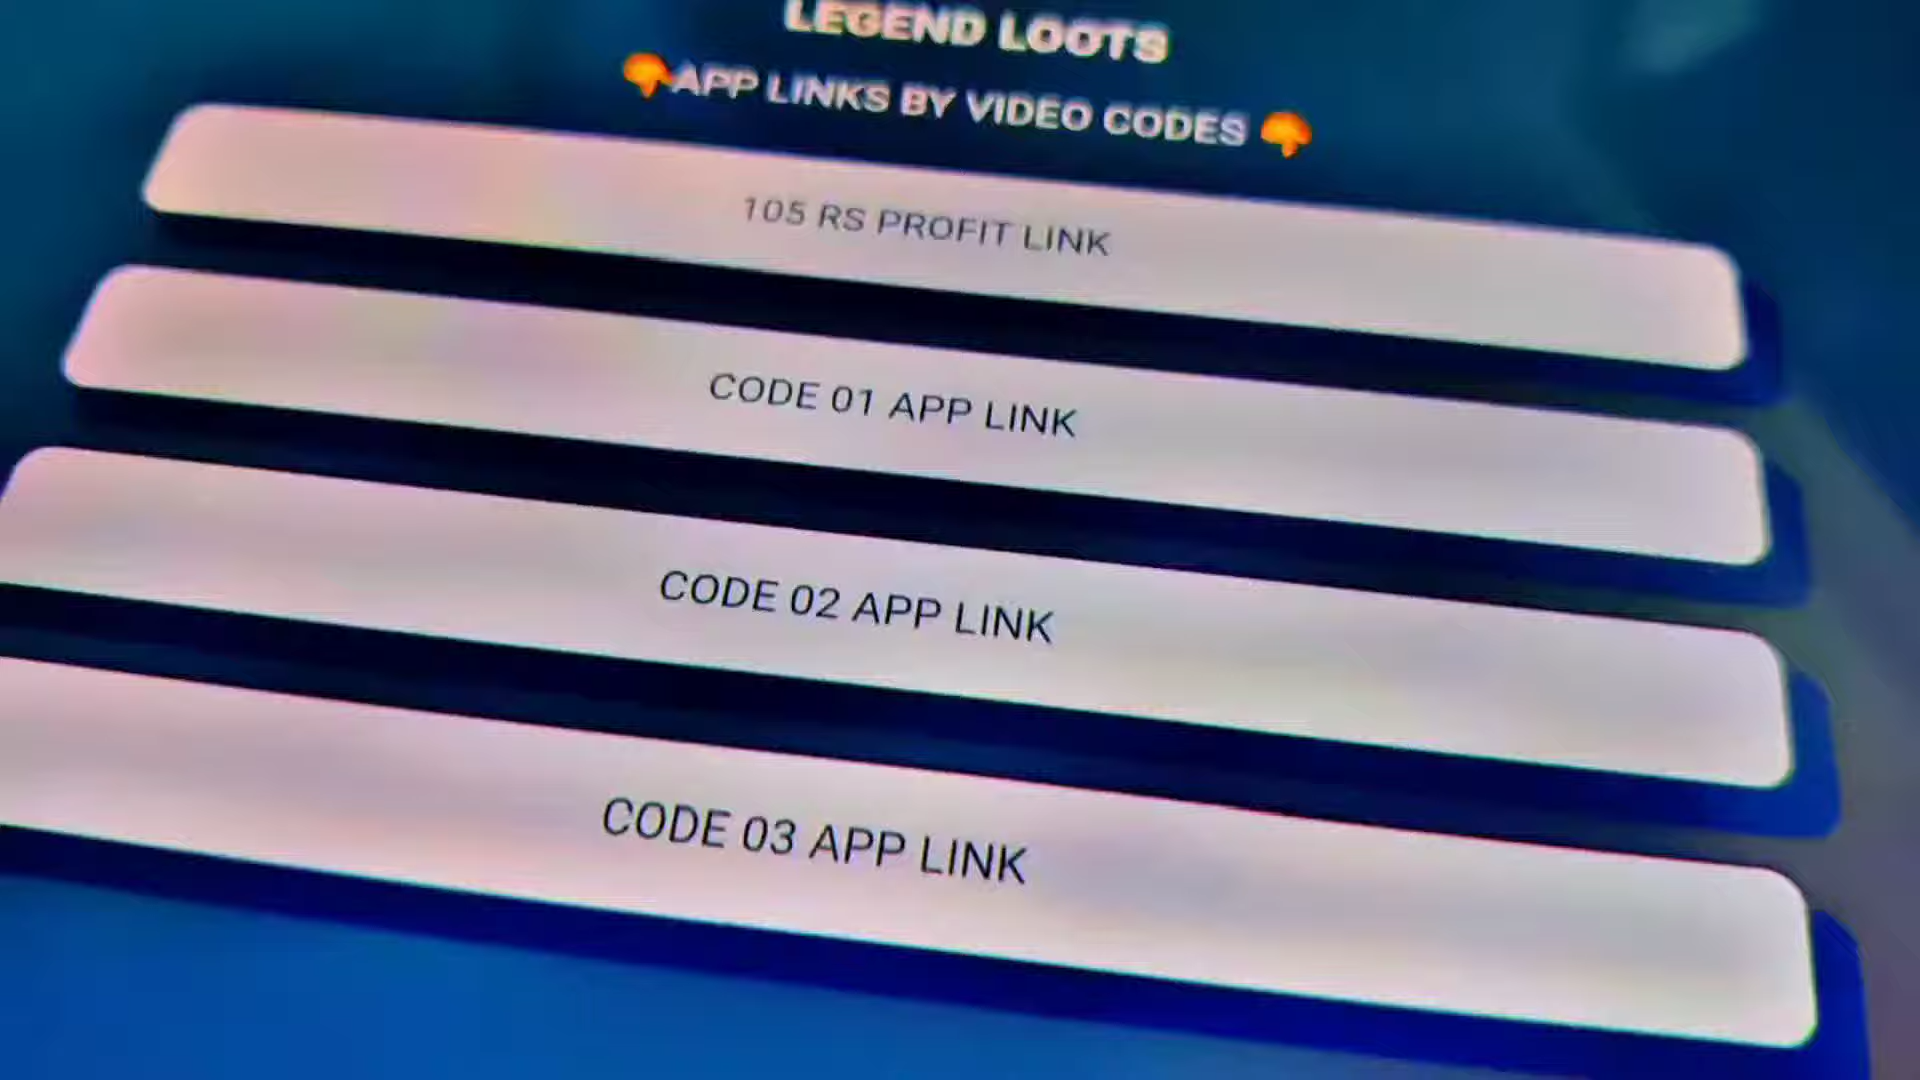 LEGEND LOOTS
👇APP LINKS BY VIDEO CODES 👇
105 RS PROFIT LINK
CODE 01 APP LINK
CODE 02 APP LINK
CODE 03 APP LINK